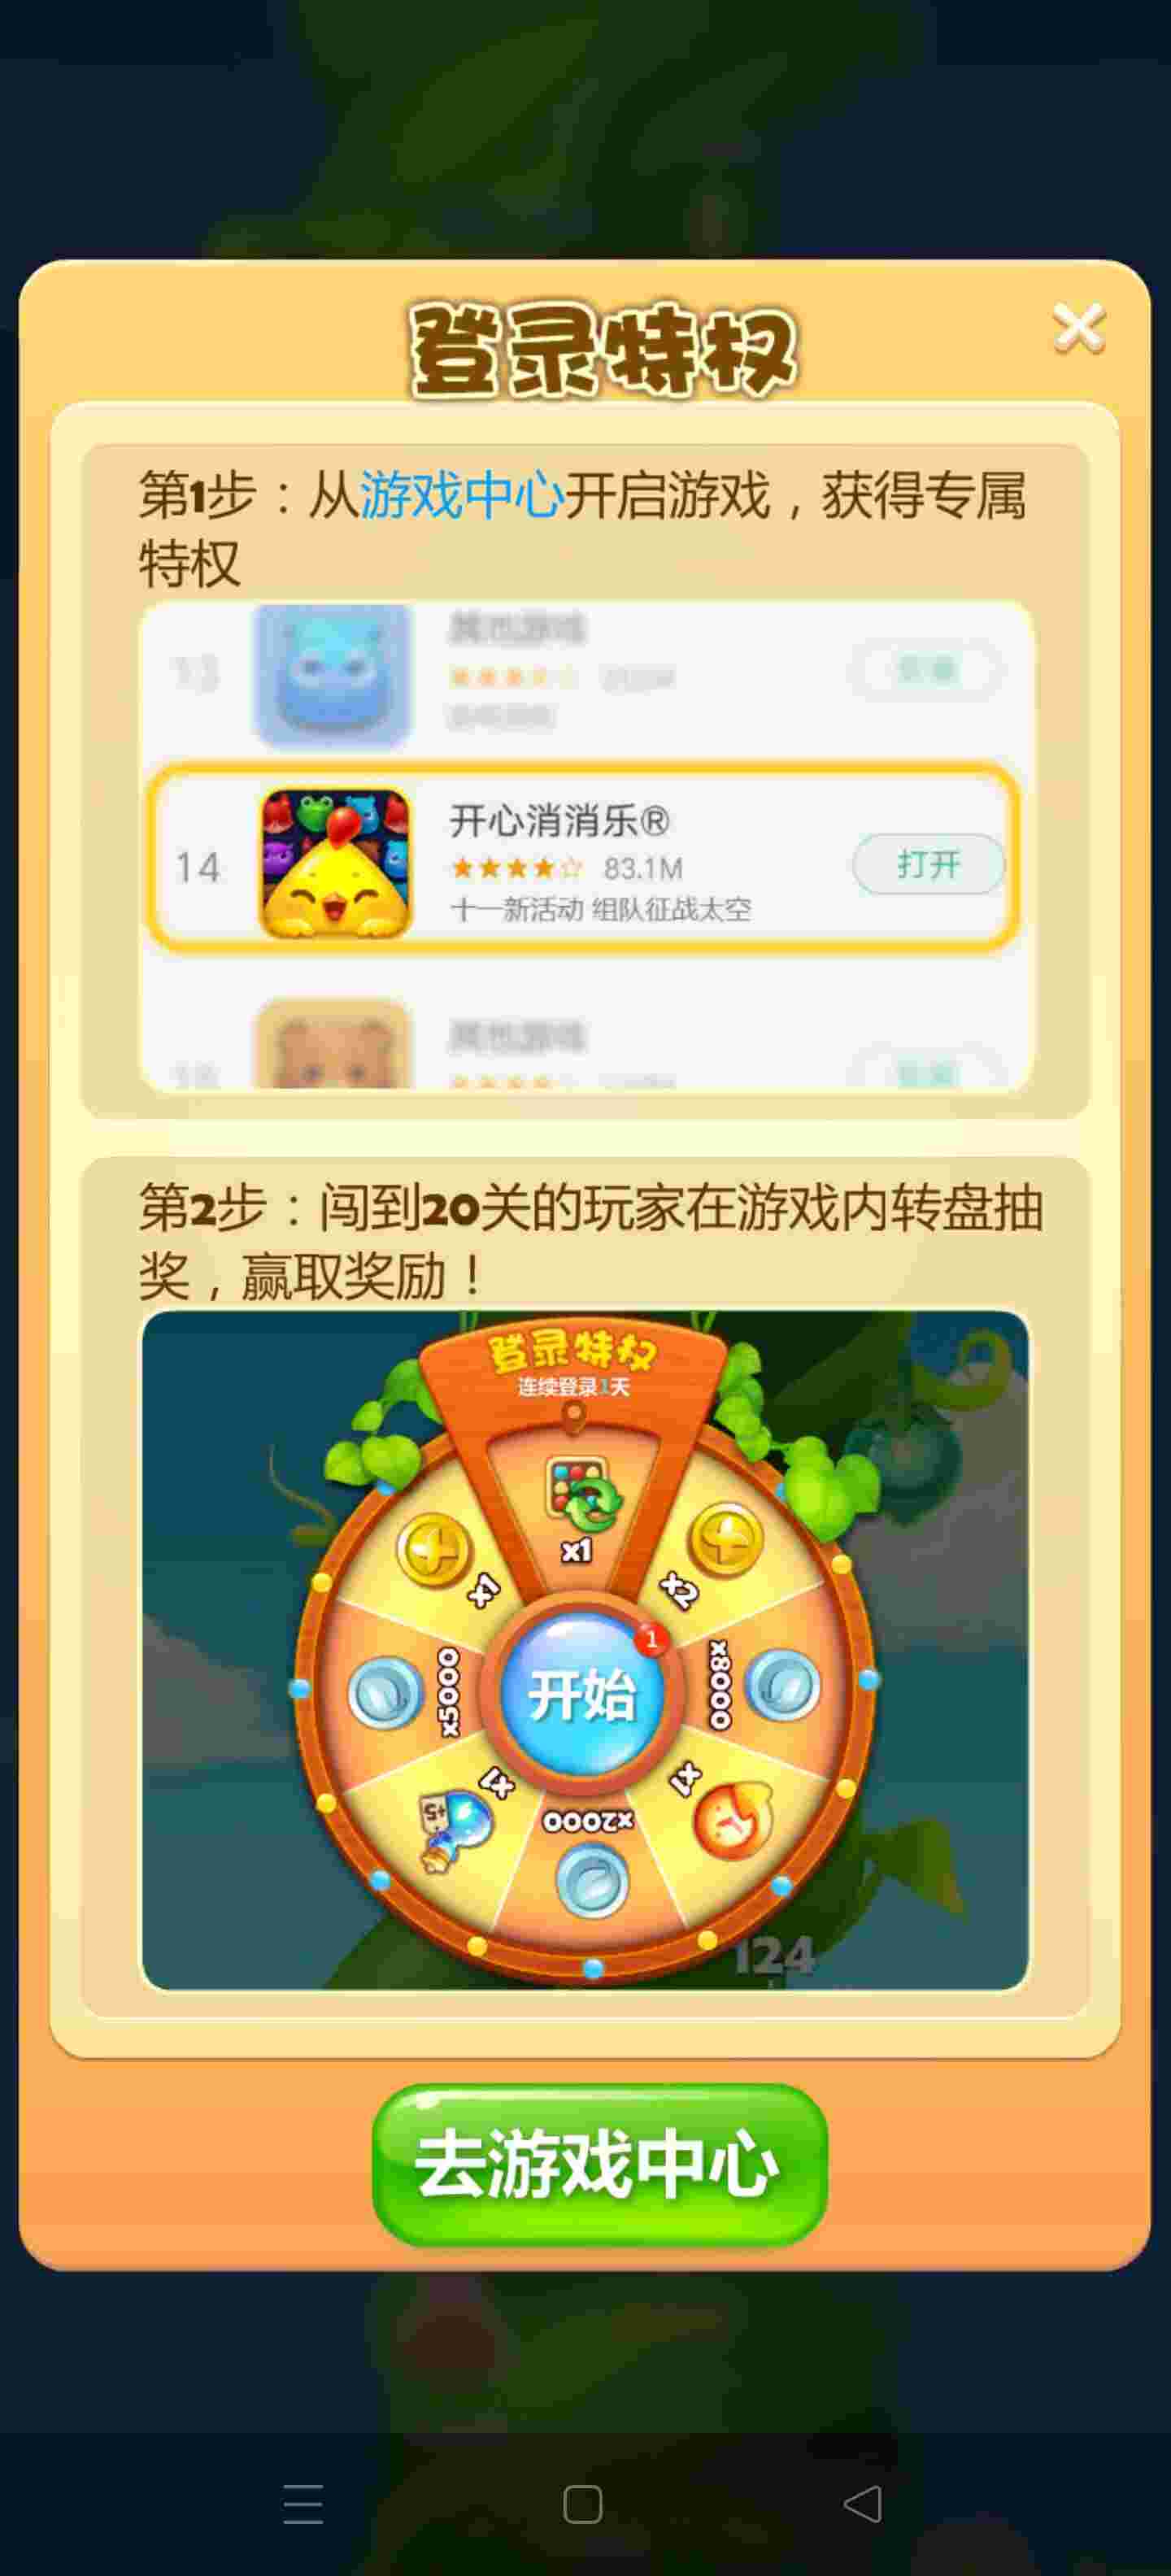 登录特权
第1步：从游戏中心开启游戏，获得专属
特权
14
开心消消乐®
83.1M
打开
十一新活动 组队征战太空
第2步：闯到20关的玩家在游戏内转盘抽
奖，赢取奖励！
登录特权
连续登录1天
x1
x1
x2
1
开始
x5000
x8000
x1
+5
x1
x2000
124
去游戏中心